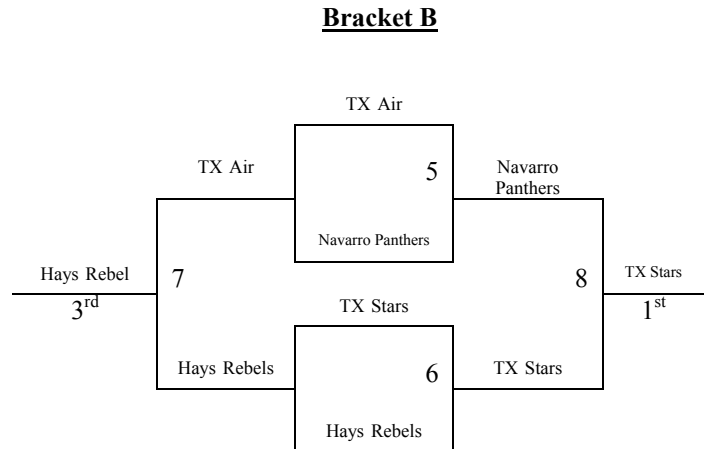 Bracket B
TX Air
TX Air
5
Navarro
Panthers
Navarro Panthers
Hays Rebel
7
8
TX Stars
3rd
TX Stars
1st
Hays Rebels
6
TX Stars
Hays Rebels